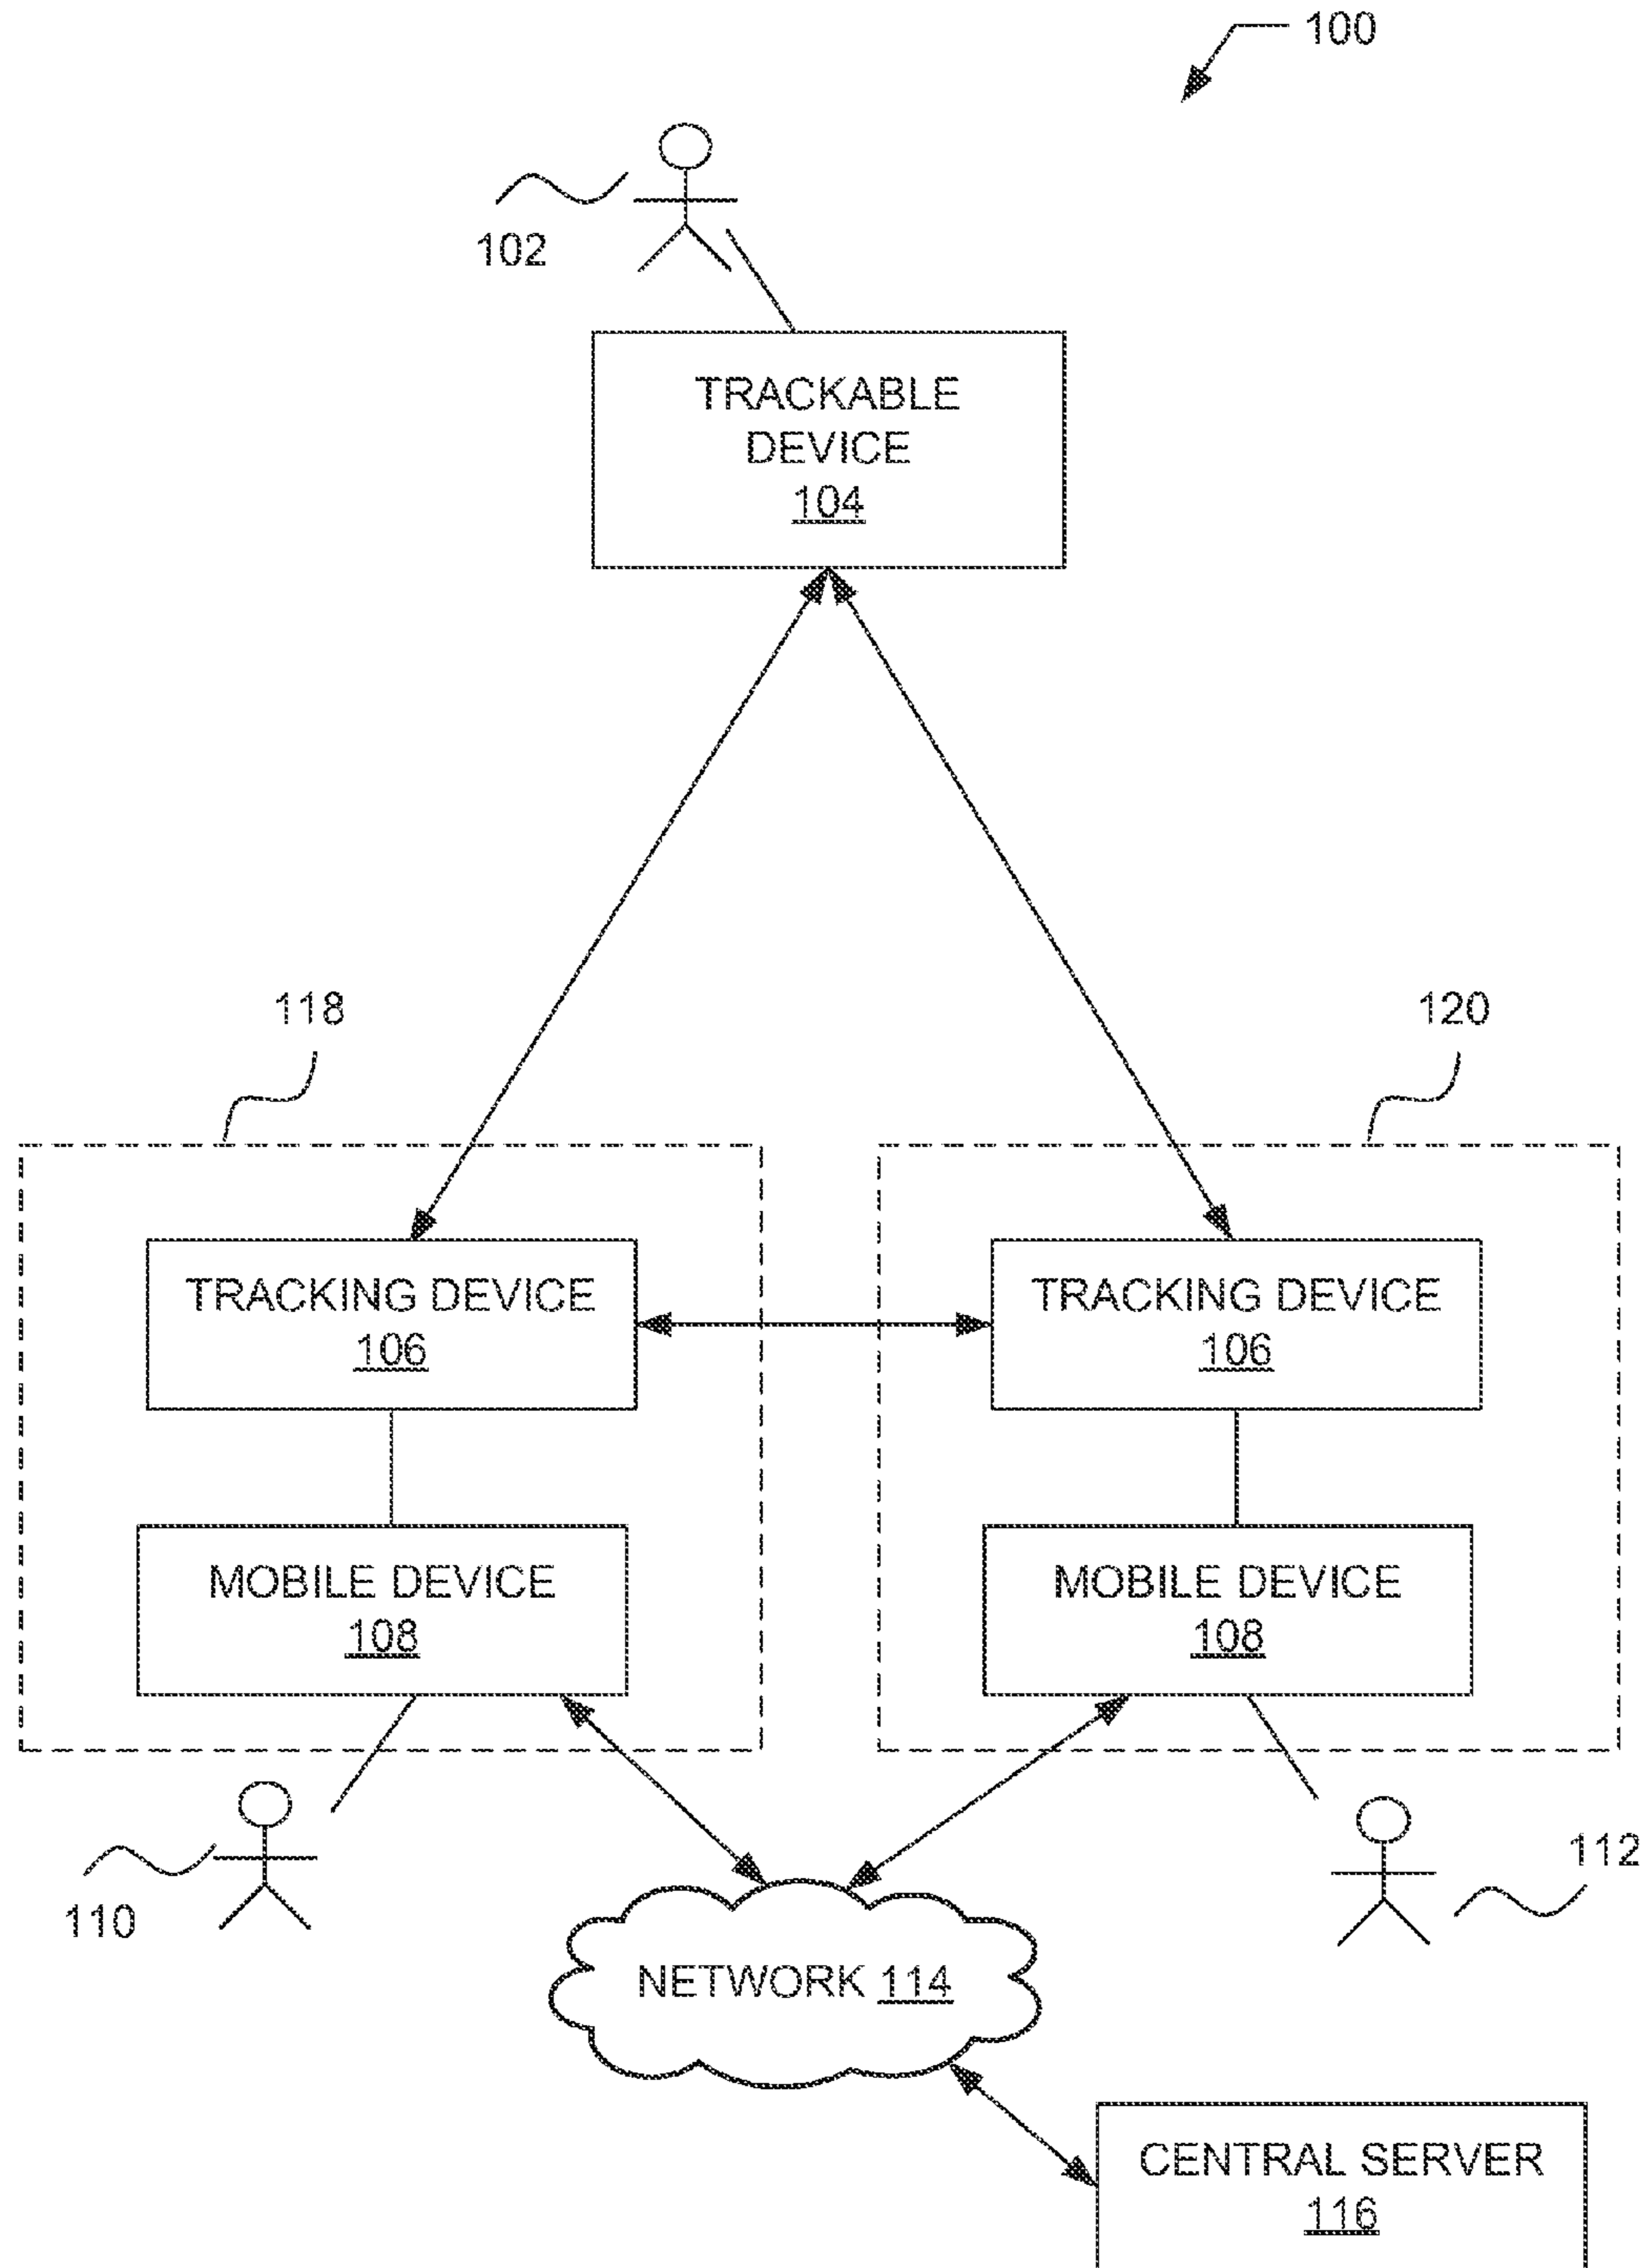 100
102
TRACKABLE
DEVICE
104
118
120
TRACKING DEVICE
106
TRACKING DEVICE
106
MOBILE DEVICE
108
MOBILE DEVICE
108
110
112
NETWORK 114
CENTRAL SERVER
116